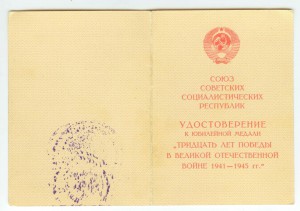 СОЮЗ
СОВЕТСКИХ
СОЦИАЛИСТИЧЕСКИХ
РЕСПУБЛИК
УДОСТОВЕРЕНИЕ
К ЮБИЛЕЙНОЙ МЕДАЛИ
„ТРИДЦАТЬ ЛЕТ ПОБЕДЫ
В ВЕЛИКОЙ ОТЕЧЕСТВЕННОЙ
ВОЙНЕ 1941—1945 гг.“